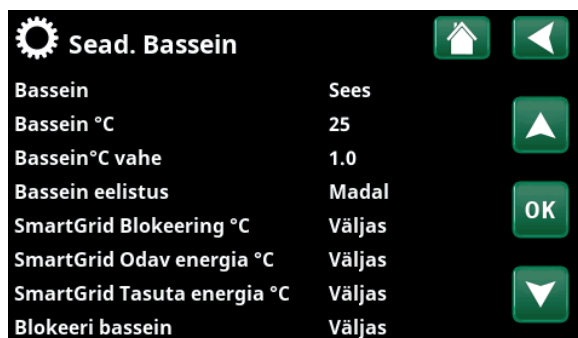 Sead. Bassein
Bassein Sees
Bassein °C 25
Bassein°C vahe 1.0
Bassein eelistus Madal
SmartGrid Blokeering °C Väljas
SmartGrid Odav energia °C Väljas
SmartGrid Tasuta energia °C Väljas
Blokeeri bassein Väljas
OK